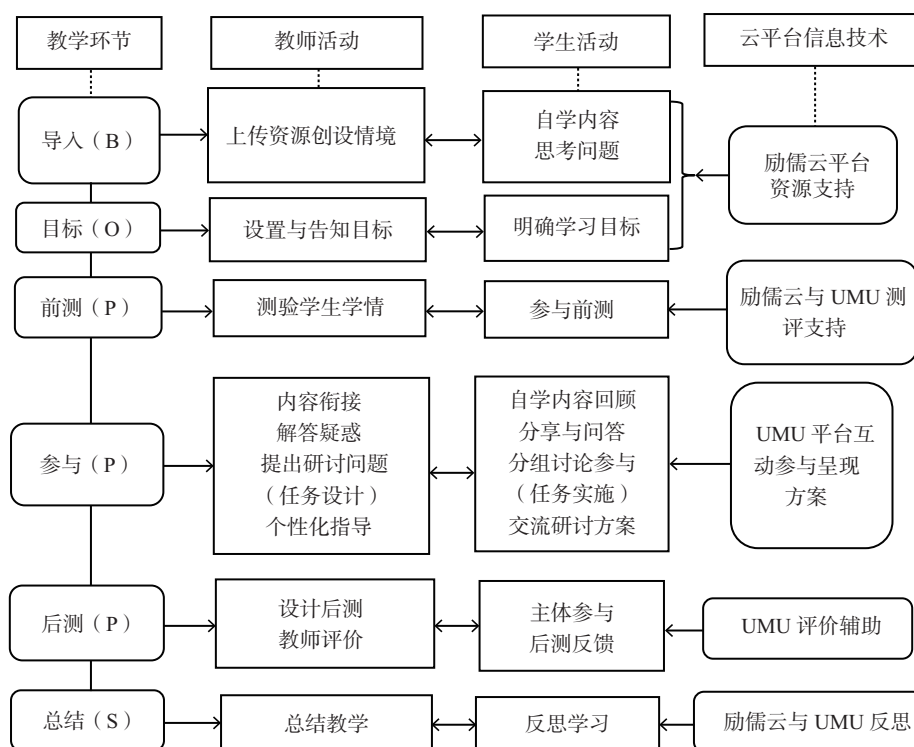 教学环节
教师活动
学生活动
云平台信息技术
导入（B）
上传资源创设情境
自学内容
思考问题
励儒云平台
资源支持
目标（O）
设置与告知目标
明确学习目标
前测（P）
测验学生学情
参与前测
励儒云与 UMU 测
评支持
参与（P）
内容衔接
解答疑惑
提出研讨问题
（任务设计）
个性化指导
自学内容回顾
分享与问答
分组讨论参与
（任务实施）
交流研讨方案
UMU 平台互
动参与呈现
方案
后测（P）
设计后测
教师评价
主体参与
后测反馈
UMU 评价辅助
总结（S）
总结教学
反思学习
励儒云与 UMU 反思